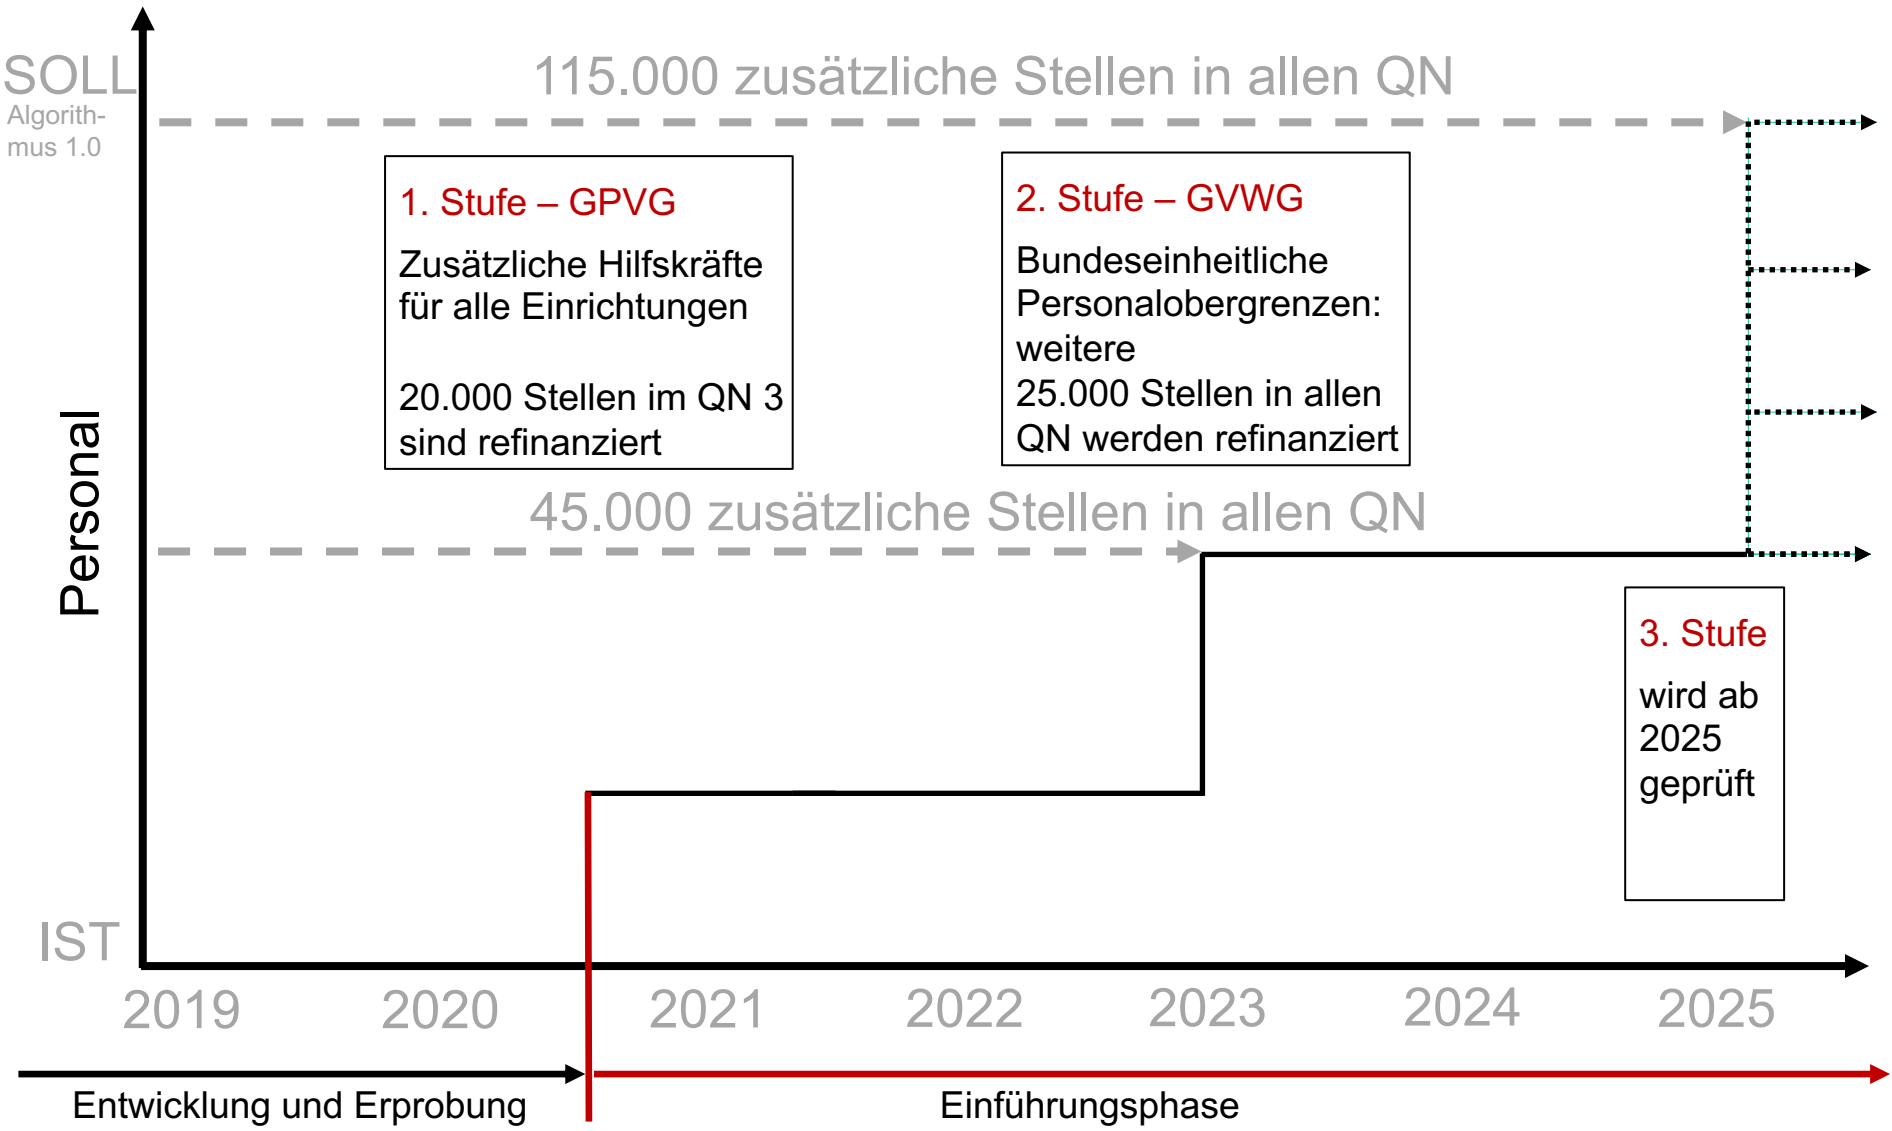 SOLL
Algorith-
mus 1.0
115.000 zusätzliche Stellen in allen QN
1. Stufe – GPVG
Zusätzliche Hilfskräfte
für alle Einrichtungen
20.000 Stellen im QN 3
sind refinanziert
2. Stufe – GVWG
Bundeseinheitliche
Personalobergrenzen:
weitere
25.000 Stellen in allen
QN werden refinanziert
Personal
45.000 zusätzliche Stellen in allen QN
3. Stufe
wird ab
2025
geprüft
IST
2019 2020 2021 2022 2023 2024 2025
Entwicklung und Erprobung Einführungsphase